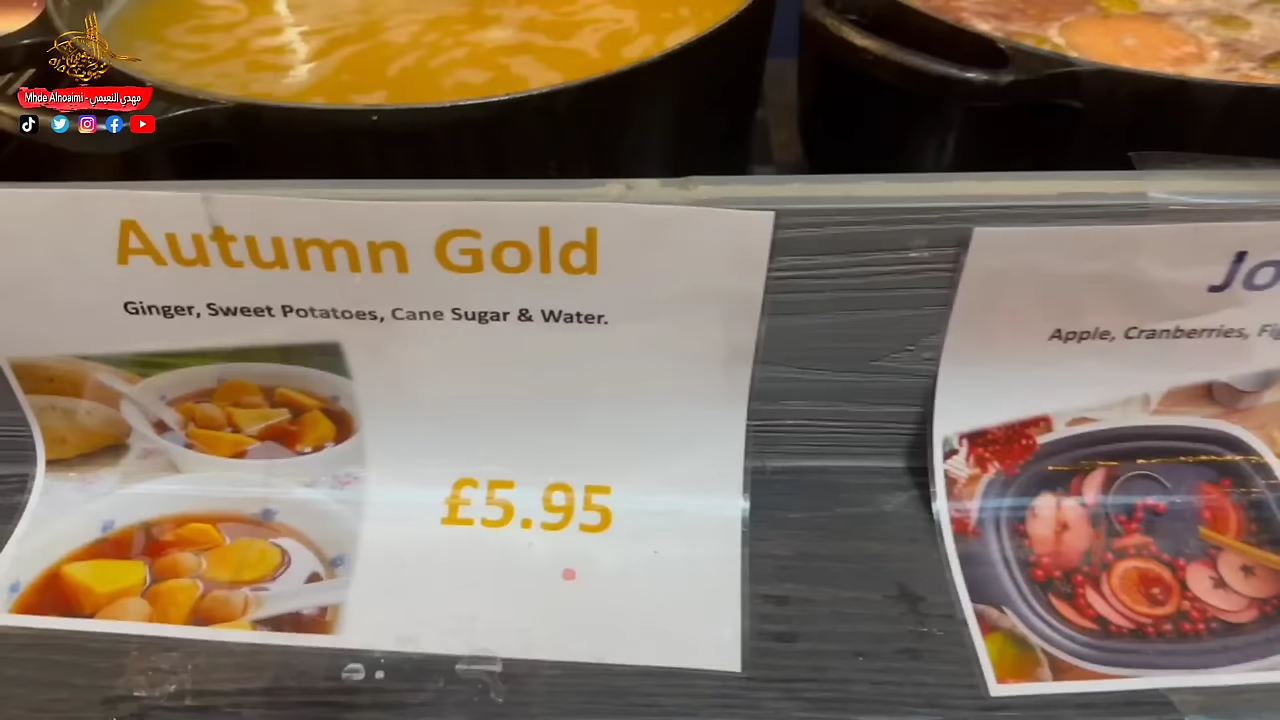 Mhde Alnoaimi - مهدي النعيمي
Autumn Gold
Ginger, Sweet Potatoes, Cane Sugar & Water.
£5.95
Jo
Apple, Cranberries, Fi